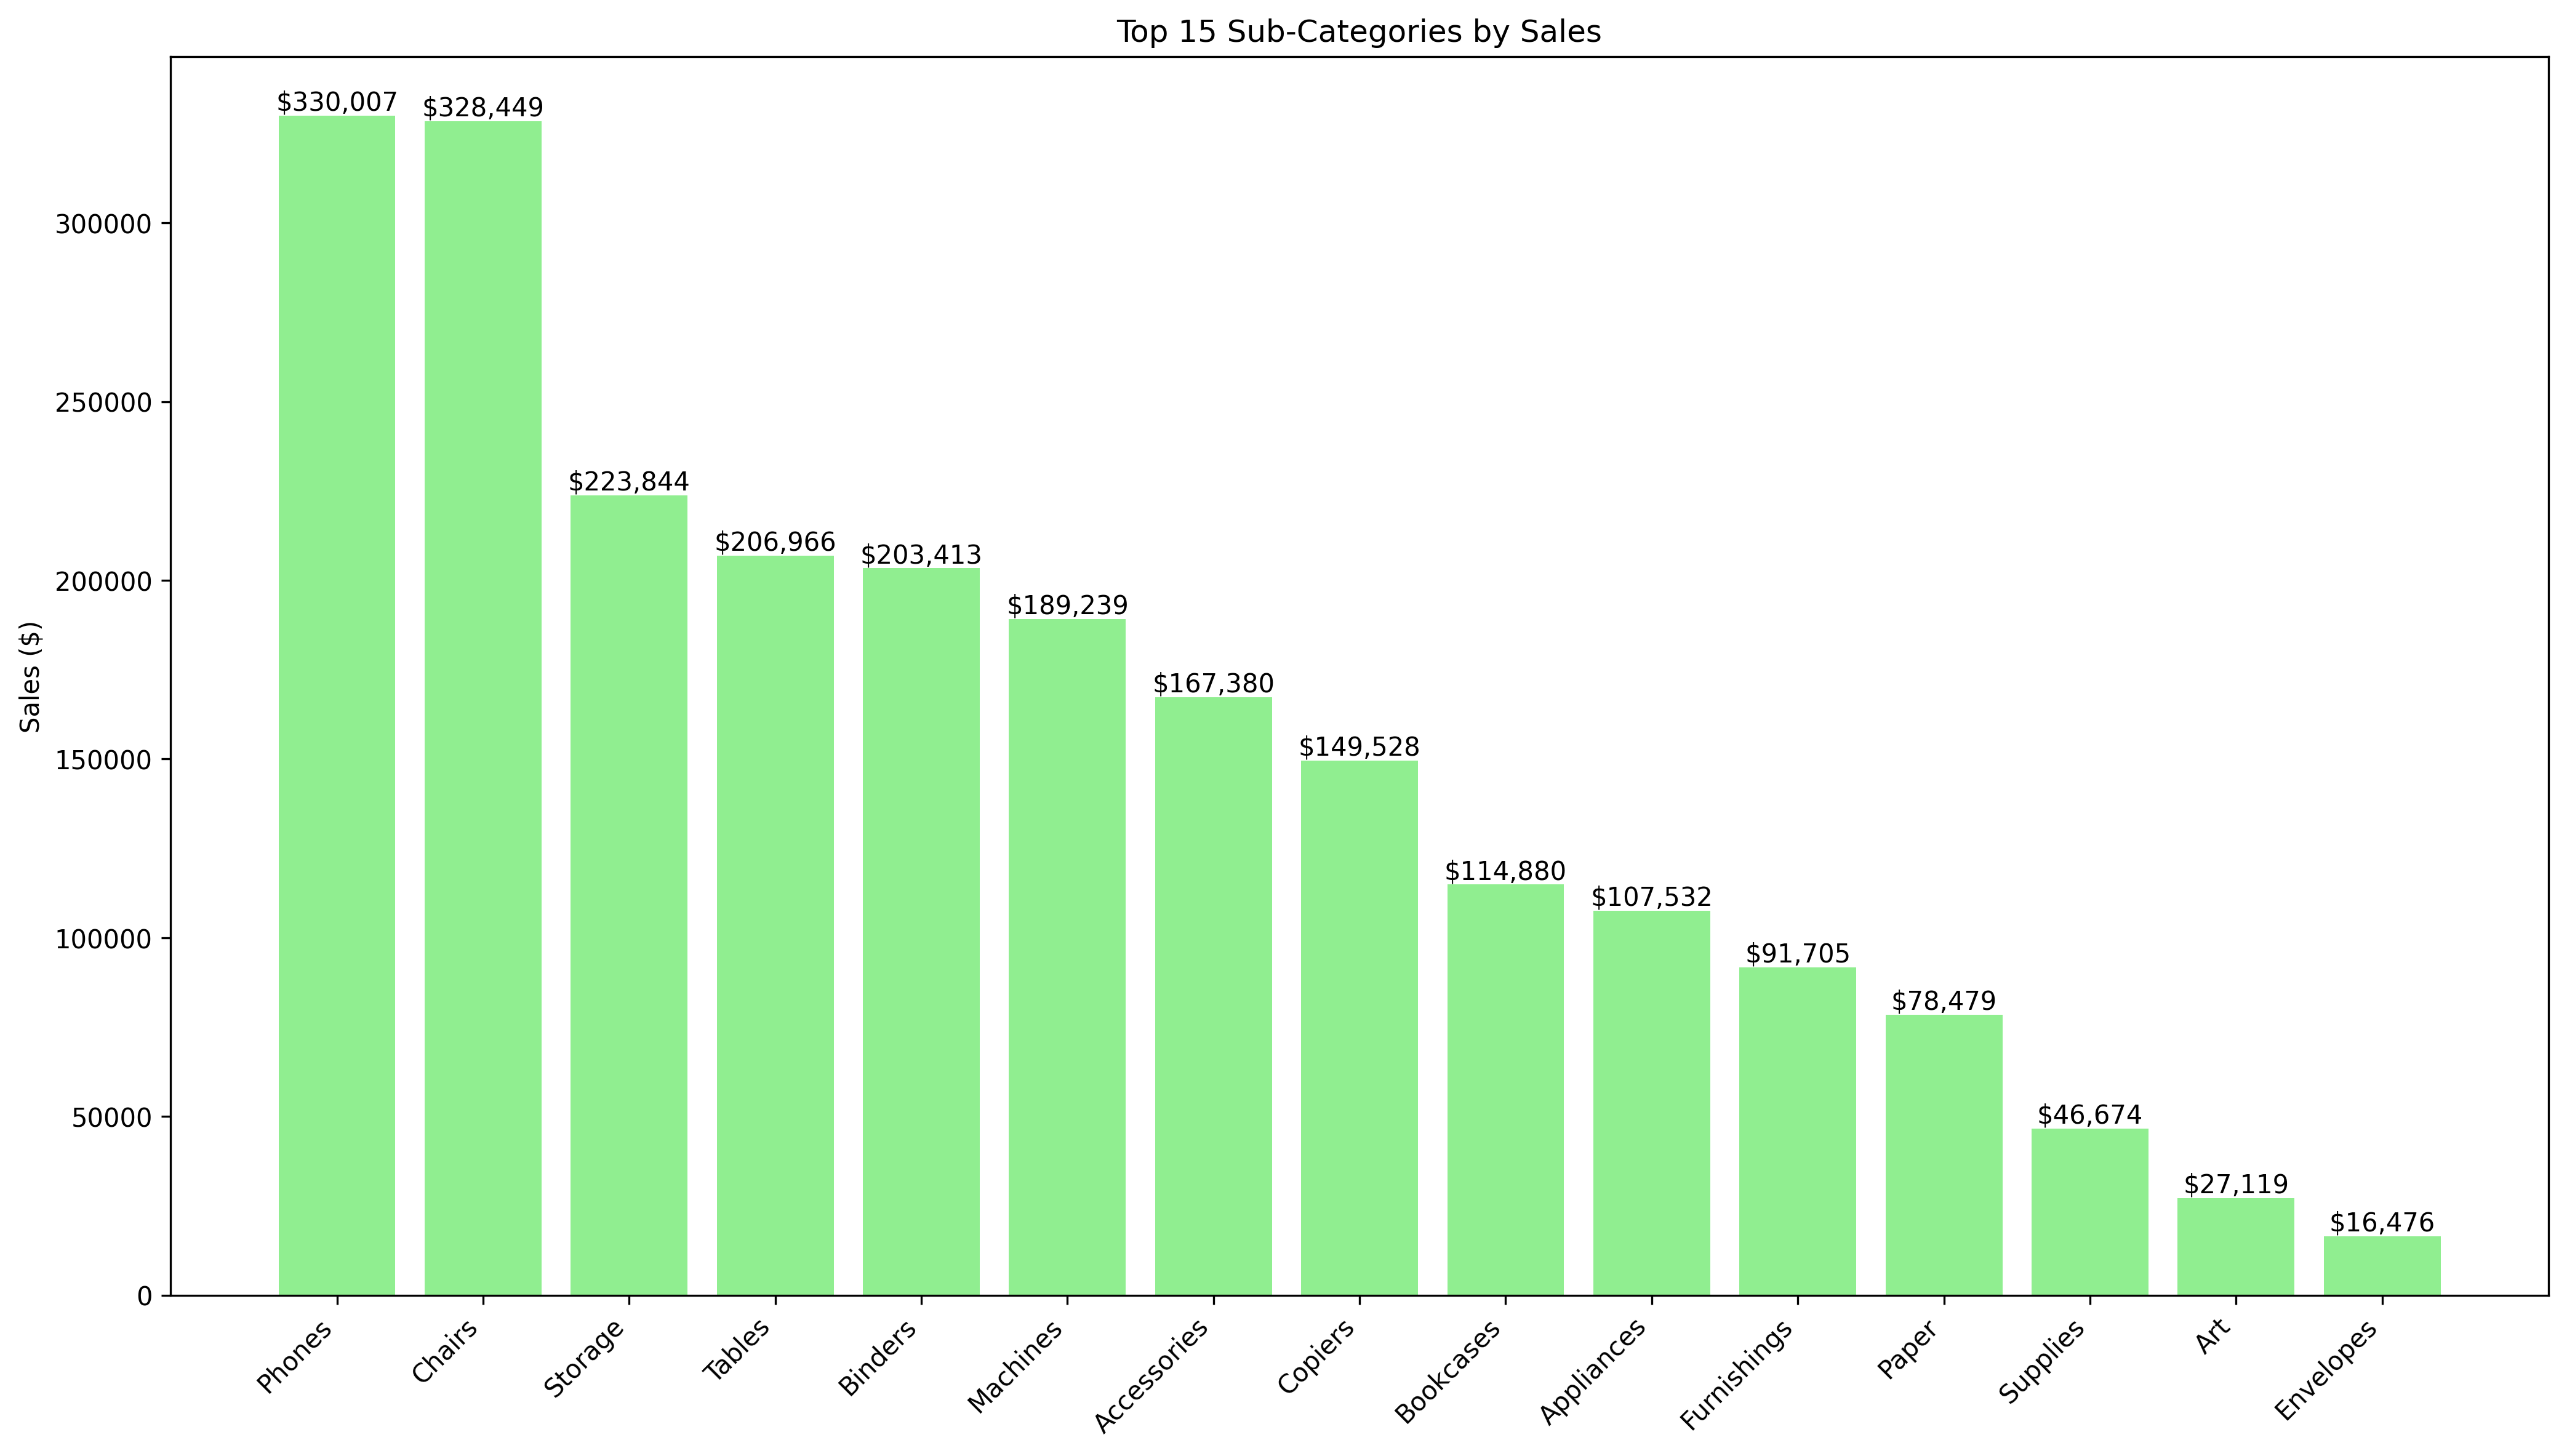 Top 15 Sub-Categories by Sales
Sales ($)
300000
250000
200000
150000
100000
50000
0
$330,007
$328,449
$223,844
$206,966
$203,413
$189,239
$167,380
$149,528
$114,880
$107,532
$91,705
$78,479
$46,674
$27,119
$16,476
Phones
Chairs
Storage
Tables
Binders
Machines
Accessories
Copiers
Bookcases
Appliances
Furnishings
Paper
Supplies
Art
Envelopes